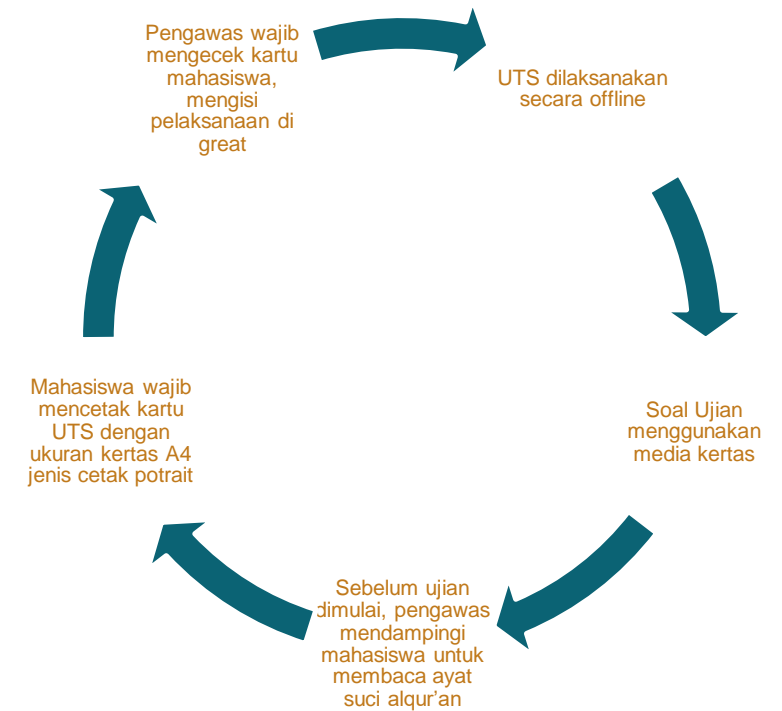 Pengawas wajib
mengecek kartu
mahasiswa,
mengisi
pelaksanaan di
great
UTS dilaksanakan
secara offline
Soal Ujian
menggunakan
media kertas
Sebelum ujian
dimulai, pengawas
mendampingi
mahasiswa untuk
membaca ayat
suci alqur’an
Mahasiswa wajib
mencetak kartu
UTS dengan
ukuran kertas A4
jenis cetak potrait